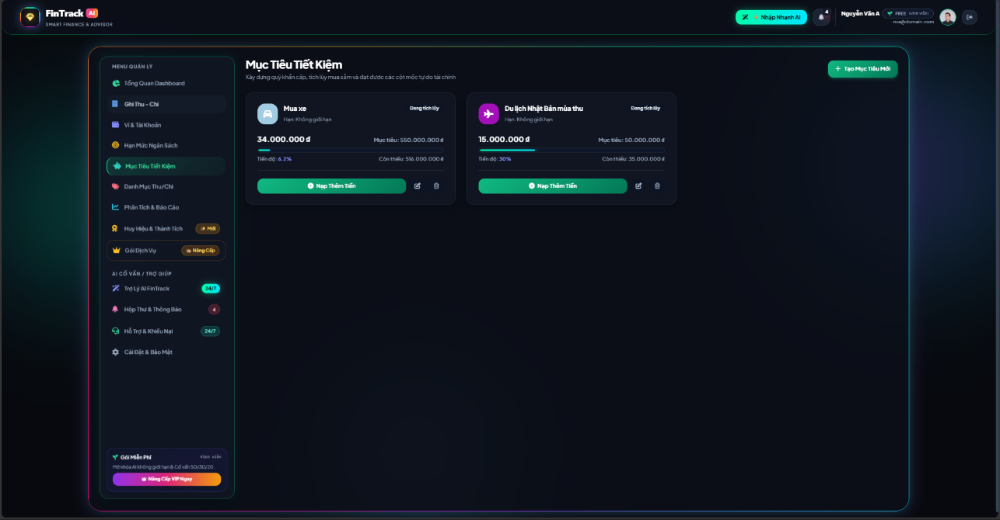 FinTrack AI
SMART FINANCE & ADVISOR
Nhập Nhanh AI
4
Nguyễn Văn A
FREE (Vĩnh viễn)
nva@domain.com
MENU QUẢN LÝ
Tổng Quan Dashboard
Ghi Thu - Chi
Ví & Tài Khoản
Hạn Mức Ngân Sách
Mục Tiêu Tiết Kiệm
Danh Mục Thu/Chi
Phân Tích & Báo Cáo
Huy Hiệu & Thành Tích
Mới
Gói Dịch Vụ
Nâng Cấp
AI CỐ VẤN / TRỢ GIÚP
Trợ Lý AI FinTrack
24/7
Hộp Thư & Thông Báo
4
Hỗ Trợ & Khiếu Nại
24/7
Cài Đặt & Bảo Mật
Gói Miễn Phí
Vĩnh viễn
Mở khóa AI không giới hạn & Cố vấn 50/30/20.
Nâng Cấp VIP Ngay
Mục Tiêu Tiết Kiệm
Xây dựng quỹ khẩn cấp, tích lũy mua sắm và đạt được các cột mốc tự do tài chính
+ Tạo Mục Tiêu Mới
Mua xe
Đang tích lũy
Hạn: Không giới hạn
34.000.000 ₫
Mục tiêu: 550.000.000 ₫
Tiến độ: 6.2%
Còn thiếu: 516.000.000 ₫
Nạp Thêm Tiền
Du lịch Nhật Bản mùa thu
Đang tích lũy
Hạn: Không giới hạn
15.000.000 ₫
Mục tiêu: 50.000.000 ₫
Tiến độ: 30%
Còn thiếu: 35.000.000 ₫
Nạp Thêm Tiền